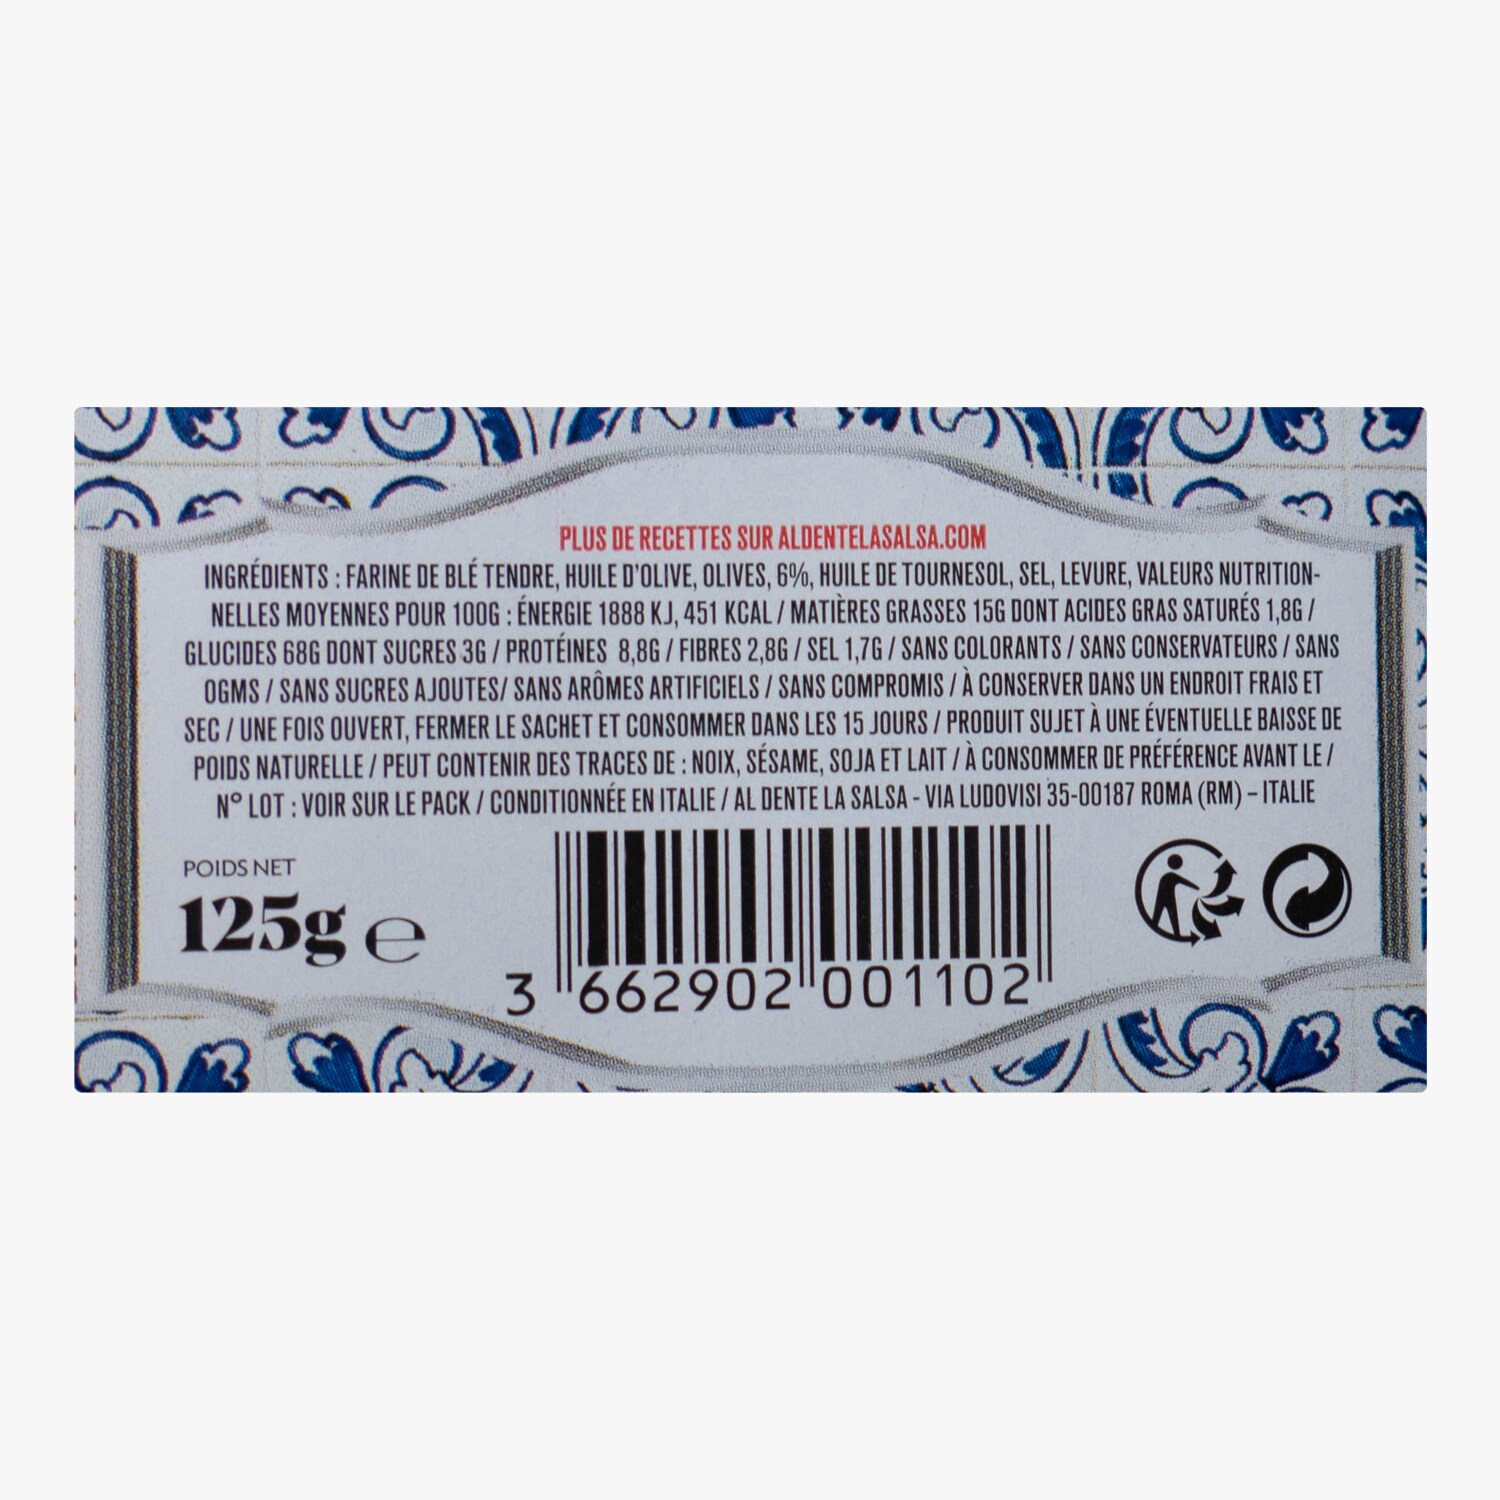 PLUS DE RECETTES SUR ALDENTELASALSA.COM
INGRÉDIENTS : FARINE DE BLÉ TENDRE, HUILE D'OLIVE, OLIVES, 6%, HUILE DE TOURNESOL, SEL, LEVURE, VALEURS NUTRITION-
NELLES MOYENNES POUR 100G : ÉNERGIE 1888 KJ, 451 KCAL / MATIÈRES GRASSES 15G DONT ACIDES GRAS SATURÉS 1,8G /
GLUCIDES 68G DONT SUCRES 3G / PROTÉINES 8,8G / FIBRES 2,8G / SEL 1,7G / SANS COLORANTS / SANS CONSERVATEURS / SANS
OGMS / SANS SUCRES AJOUTES/ SANS ARÔMES ARTIFICIELS / SANS COMPROMIS / À CONSERVER DANS UN ENDROIT FRAIS ET
SEC / UNE FOIS OUVERT, FERMER LE SACHET ET CONSOMMER DANS LES 15 JOURS / PRODUIT SUJET À UNE ÉVENTUELLE BAISSE DE
POIDS NATURELLE / PEUT CONTENIR DES TRACES DE : NOIX, SÉSAME, SOJA ET LAIT / À CONSOMMER DE PRÉFÉRENCE AVANT LE /
N° LOT : VOIR SUR LE PACK / CONDITIONNÉE EN ITALIE / AL DENTE LA SALSA - VIA LUDOVISI 35-00187 ROMA (RM) – ITALIE
POIDS NET
125g ℮
3 662902 001102